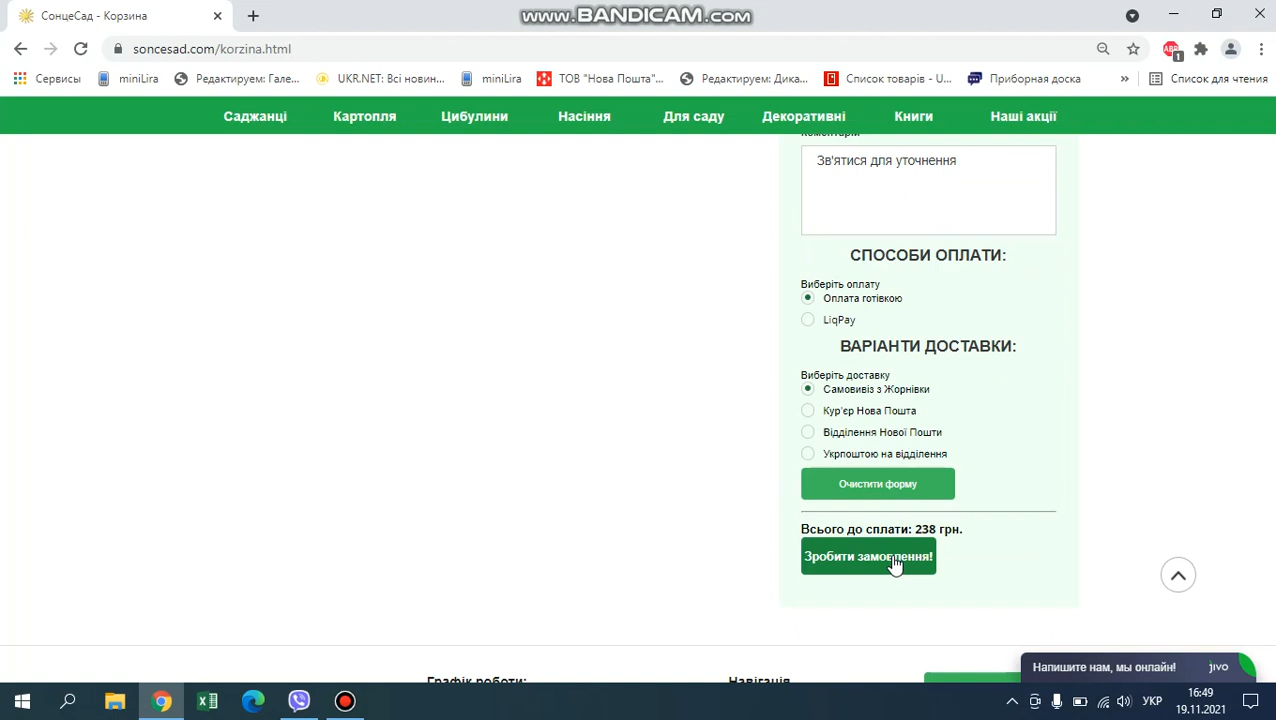 СонцеСад - Корзина
www.BANDICAM.com
soncesad.com/korzina.html
ABP
1
Сервисы
miniLira
Редактируем: Гале...
UKR.NET: Всі новин...
miniLira
ТОВ "Нова Пошта"...
Редактируем: Дика...
Список товарів - U...
Приборная доска
»
Список для чтения
Саджанці
Картопля
Цибулини
Насіння
Для саду
Декоративні
Книги
Наші акції
Коментарій
Зв'ятися для уточнення
СПОСОБИ ОПЛАТИ:
Виберіть оплату
Оплата готівкою
LiqPay
ВАРІАНТИ ДОСТАВКИ:
Виберіть доставку
Самовивіз з Жорнівки
Кур'єр Нова Пошта
Відділення Нової Пошти
Укрпоштою на відділення
Очистити форму
Всього до сплати: 238 грн.
Зробити замовлення!
Напишите нам, мы онлайн!
jivo
Графік роботи:
Навігація
УКР
16:49
19.11.2021